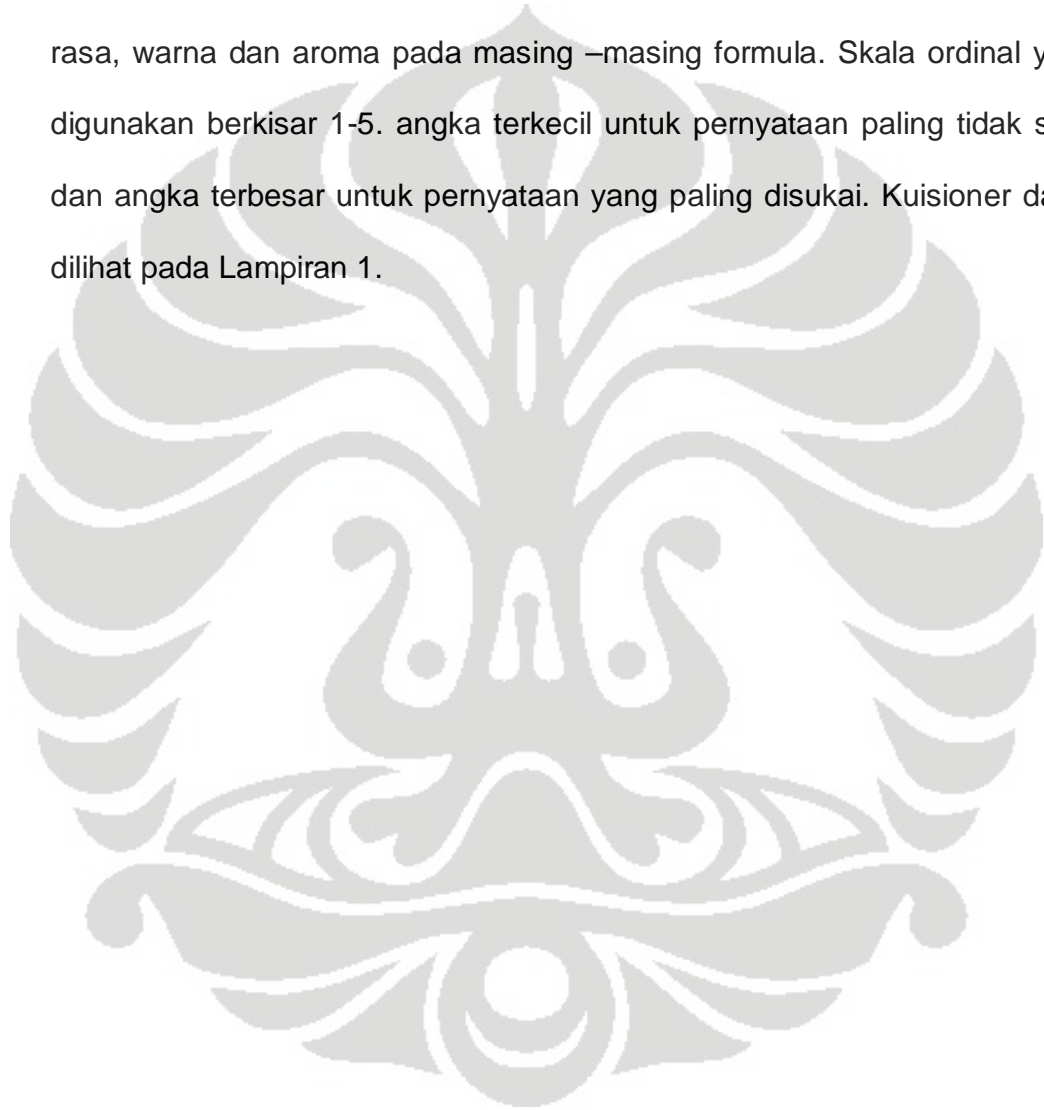 rasa, warna dan aroma pada masing –masing formula. Skala ordinal y
digunakan berkisar 1-5. angka terkecil untuk pernyataan paling tidak s
dan angka terbesar untuk pernyataan yang paling disukai. Kuisioner da
dilihat pada Lampiran 1.